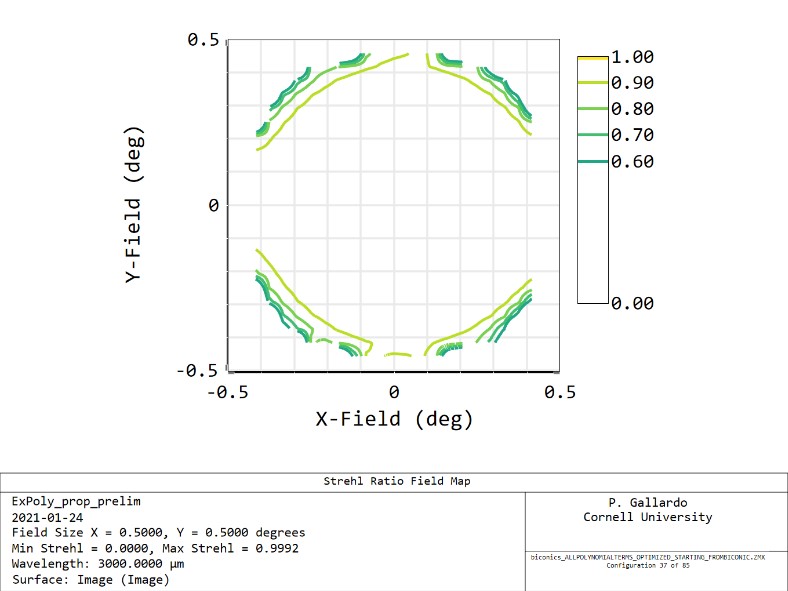 0.5
0
-0.5
Y-Field (deg)
-0.5
0
0.5
X-Field (deg)
1.00
0.90
0.80
0.70
0.60
0.00
Strehl Ratio Field Map
ExPoly_prop_prelim
2021-01-24
Field Size X = 0.5000, Y = 0.5000 degrees
Min Strehl = 0.0000, Max Strehl = 0.9992
Wavelength: 3000.0000 µm
Surface: Image (Image)
P. Gallardo
Cornell University
biconics_ALLPOLYNOMIALTERMS_OPTIMIZED_STARTING_FROMBICONIC.ZMX
Configuration 37 of 85